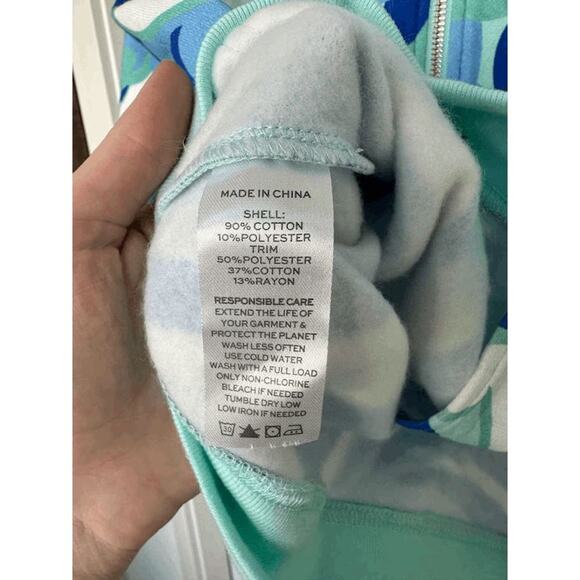 MADE IN CHINA
SHELL:
90% COTTON
10%POLYESTER
TRIM
50%POLYESTER
37%COTTON
13%RAYON
RESPONSIBLE CARE
EXTEND THE LIFE OF
YOUR GARMENT &
PROTECT THE PLANET
WASH LESS OFTEN
USE COLD WATER
WASH WITH A FULL LOAD
ONLY NON-CHLORINE
BLEACH IF NEEDED
TUMBLE DRY LOW
LOW IRON IF NEEDED
30